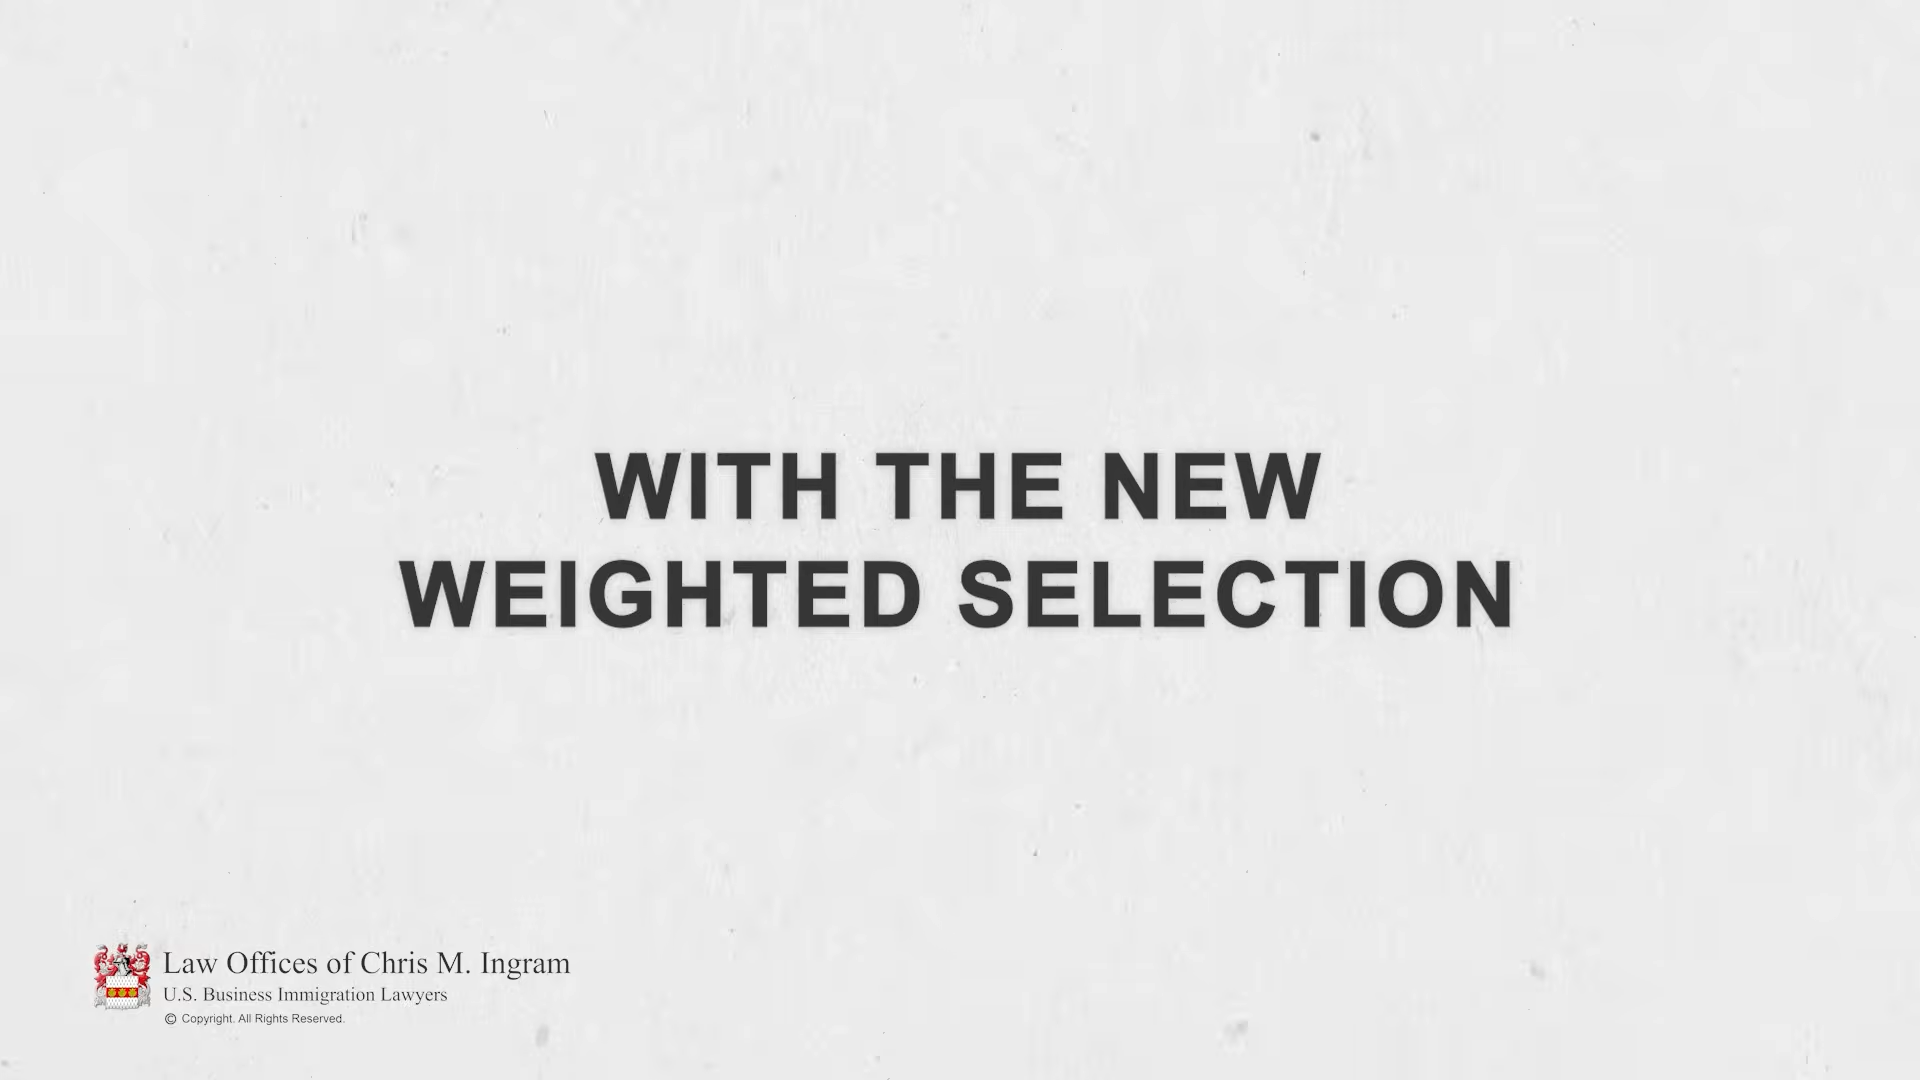 WITH THE NEW
WEIGHTED SELECTION
Law Offices of Chris M. Ingram
U.S. Business Immigration Lawyers
© Copyright. All Rights Reserved.